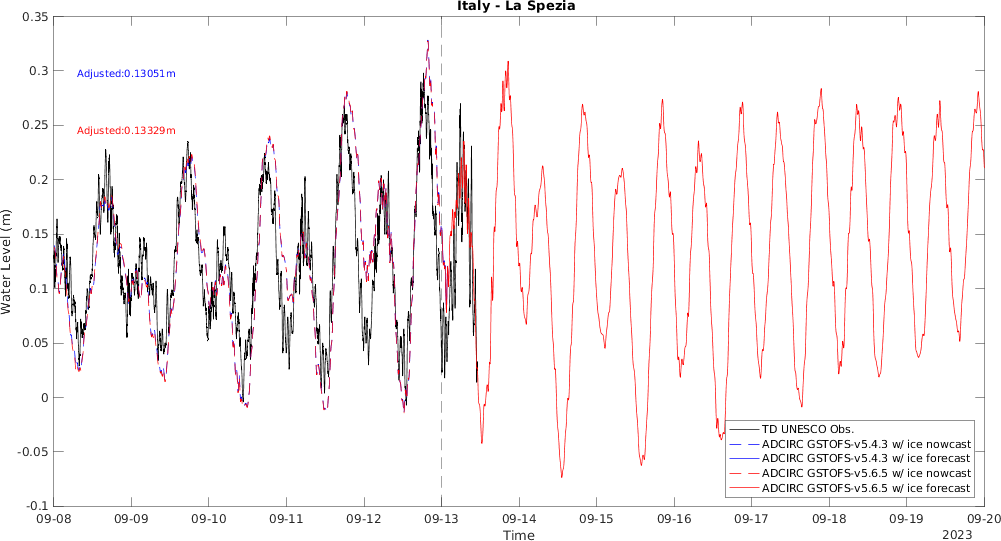 Italy - La Spezia
0.35
0.3
0.25
0.2
0.15
0.1
0.05
0
-0.05
-0.1
Water Level (m)
Adjusted:0.13051m
Adjusted:0.13329m
TD UNESCO Obs.
ADCIRC GSTOFS-v5.4.3 w/ ice nowcast
ADCIRC GSTOFS-v5.4.3 w/ ice forecast
ADCIRC GSTOFS-v5.6.5 w/ ice nowcast
ADCIRC GSTOFS-v5.6.5 w/ ice forecast
09-08 09-09 09-10 09-11 09-12 09-13 09-14 09-15 09-16 09-17 09-18 09-19 09-20
Time
2023